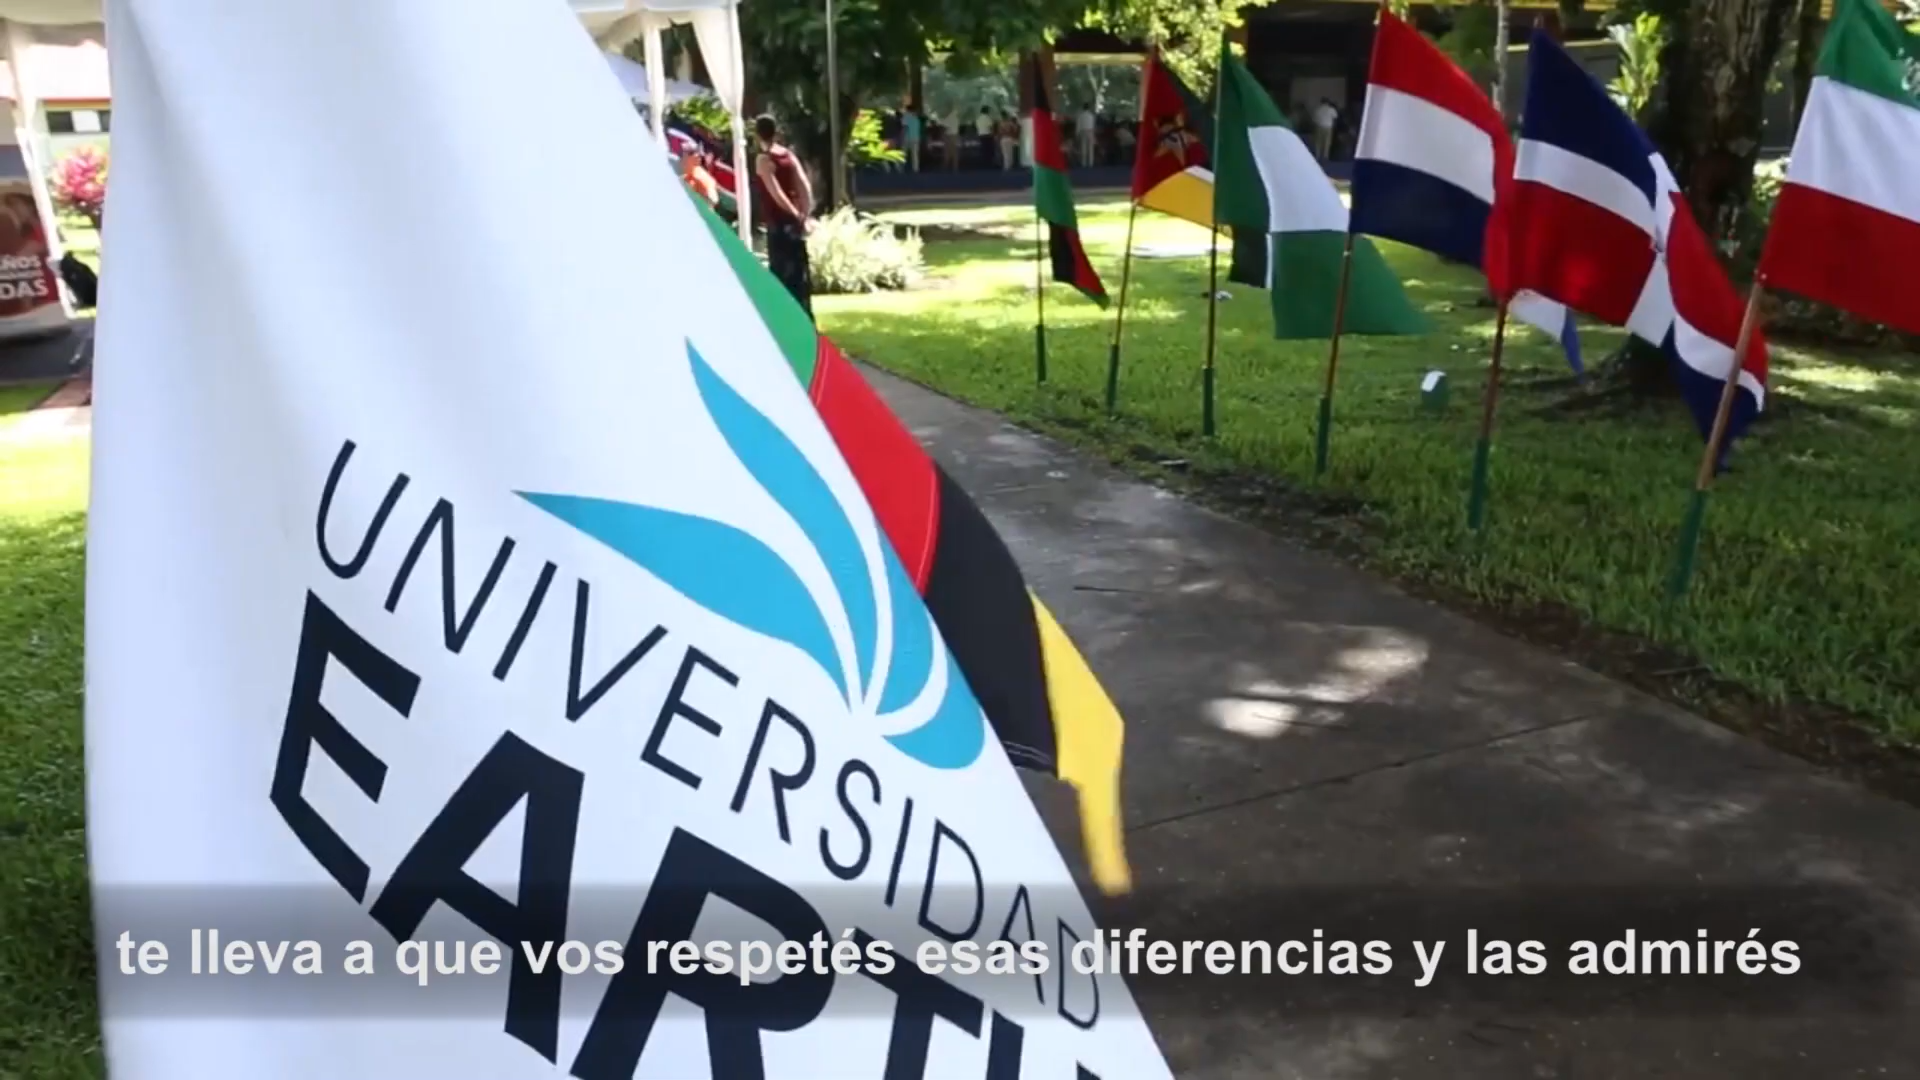 UNIVERSIDAD
EARTH
te lleva a que vos respetés esas diferencias y las admirés